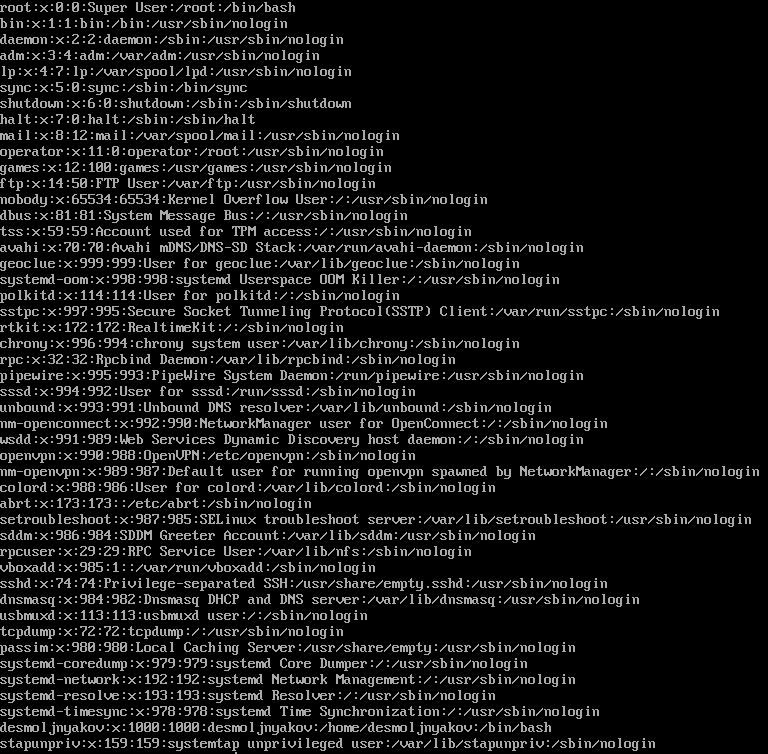 root:x:0:0:Super User:/root:/bin/bash
bin:x:1:1:bin:/bin:/usr/sbin/nologin
daemon:x:2:2:daemon:/sbin:/usr/sbin/nologin
adm:x:3:4:adm:/var/adm:/usr/sbin/nologin
lp:x:4:7:lp:/var/spool/lpd:/usr/sbin/nologin
sync:x:5:0:sync:/sbin:/bin/sync
shutdown:x:6:0:shutdown:/sbin:/sbin/shutdown
halt:x:7:0:halt:/sbin:/sbin/halt
mail:x:8:12:mail:/var/spool/mail:/usr/sbin/nologin
operator:x:11:0:operator:/root:/usr/sbin/nologin
games:x:12:100:games:/usr/games:/usr/sbin/nologin
ftp:x:14:50:FTP User:/var/ftp:/usr/sbin/nologin
nobody:x:65534:65534:Kernel Overflow User:/:/usr/sbin/nologin
dbus:x:81:81:System Message Bus:/:/usr/sbin/nologin
tss:x:59:59:Account used for TPM access:/:/usr/sbin/nologin
avahi:x:70:70:Avahi mDNS/DNS-SD Stack:/var/run/avahi-daemon:/sbin/nologin
geoclue:x:999:999:User for geoclue:/var/lib/geoclue:/sbin/nologin
systemd-oom:x:998:998:systemd Userspace OOM Killer:/:/usr/sbin/nologin
polkitd:x:114:114:User for polkitd:/:/sbin/nologin
sstpc:x:997:995:Secure Socket Tunneling Protocol(SSTP) Client:/var/run/sstpc:/sbin/nologin
rtkit:x:172:172:RealtimeKit:/:/sbin/nologin
chrony:x:996:994:chrony system user:/var/lib/chrony:/sbin/nologin
rpc:x:32:32:Rpcbind Daemon:/var/lib/rpcbind:/sbin/nologin
pipewire:x:995:993:PipeWire System Daemon:/run/pipewire:/usr/sbin/nologin
sssd:x:994:992:User for sssd:/run/sssd:/sbin/nologin
unbound:x:993:991:Unbound DNS resolver:/var/lib/unbound:/sbin/nologin
nm-openconnect:x:992:990:NetworkManager user for OpenConnect:/:/sbin/nologin
wsdd:x:991:989:Web Services Dynamic Discovery host daemon:/:/sbin/nologin
openvpn:x:990:988:OpenVPN:/etc/openvpn:/sbin/nologin
nm-openvpn:x:989:987:Default user for running openvpn spawned by NetworkManager:/:/sbin/nologin
colord:x:988:986:User for colord:/var/lib/colord:/sbin/nologin
abrt:x:173:173::/etc/abrt:/sbin/nologin
setroubleshoot:x:987:985:SELinux troubleshoot server:/var/lib/setroubleshoot:/usr/sbin/nologin
sddm:x:986:984:SDDM Greeter Account:/var/lib/sddm:/usr/sbin/nologin
rpcuser:x:29:29:RPC Service User:/var/lib/nfs:/sbin/nologin
vboxadd:x:985:1::/var/run/vboxadd:/sbin/nologin
sshd:x:74:74:Privilege-separated SSH:/usr/share/empty.sshd:/usr/sbin/nologin
dnsmasq:x:984:982:Dnsmasq DHCP and DNS server:/var/lib/dnsmasq:/usr/sbin/nologin
usbmuxd:x:113:113:usbmuxd user:/:/sbin/nologin
tcpdump:x:72:72:tcpdump:/:/usr/sbin/nologin
passim:x:980:980:Local Caching Server:/usr/share/empty:/usr/sbin/nologin
systemd-coredump:x:979:979:systemd Core Dumper:/:/usr/sbin/nologin
systemd-network:x:192:192:systemd Network Management:/:/usr/sbin/nologin
systemd-resolve:x:193:193:systemd Resolver:/:/usr/sbin/nologin
systemd-timesync:x:978:978:systemd Time Synchronization:/:/usr/sbin/nologin
desmoljnyakov:x:1000:1000:desmoljnyakov:/home/desmoljnyakov:/bin/bash
stapunpriv:x:159:159:systemtap unprivileged user:/var/lib/stapunpriv:/sbin/nologin